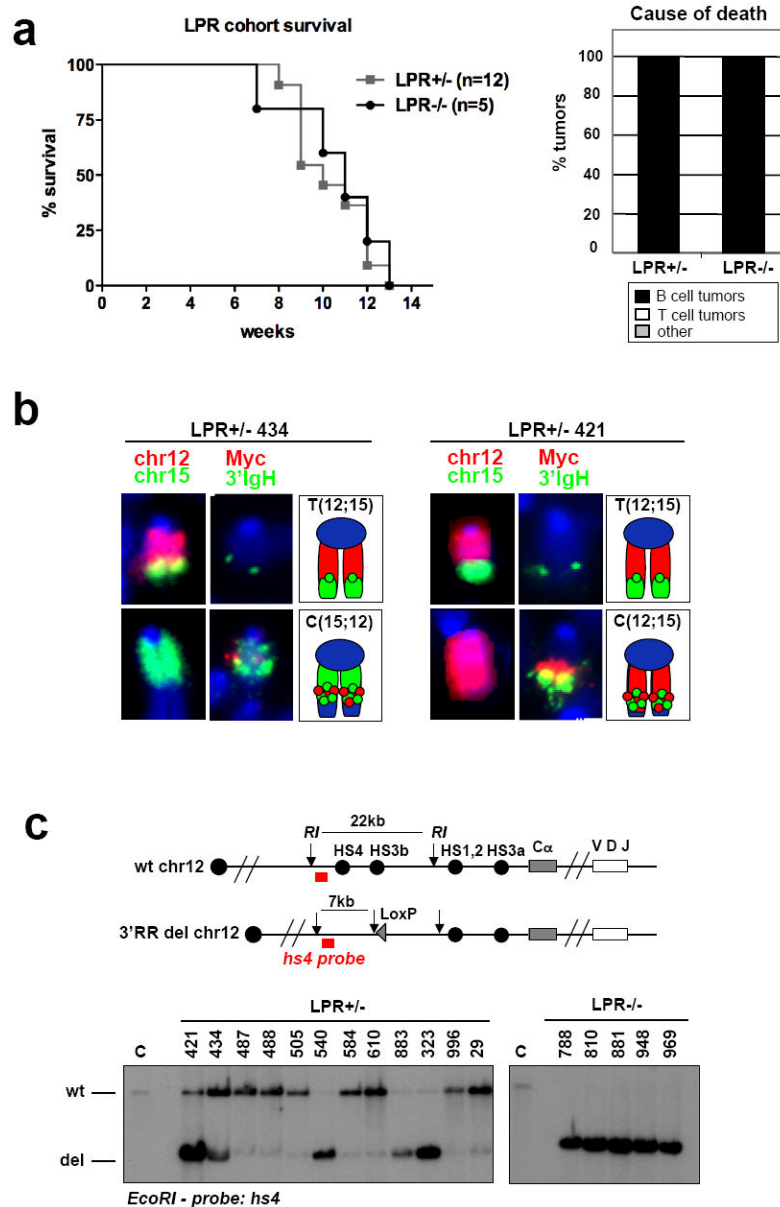 a
LPR cohort survival
% survival
100
75
50
25
0
LPR+/- (n=12)
LPR-/- (n=5)
0 2 4 6 8 10 12 14
weeks
Cause of death
% tumors
100
80
60
40
20
0
LPR+/- LPR-/-
B cell tumors
T cell tumors
other
b
LPR+/- 434
chr12 Myc
chr15 3'IgH
T(12;15)
C(15;12)
LPR+/- 421
chr12 Myc
chr15 3'IgH
T(12;15)
C(12;15)
c
22kb
RI RI
HS4 HS3b HS1,2 HS3a Cα V D J
wt chr12
7kb
LoxP
3'RR del chr12
hs4 probe
LPR+/-
C 421 434 487 488 505 540 584 610 883 323 996 29
wt
del
EcoRI - probe: hs4
LPR-/-
C 788 810 881 948 969